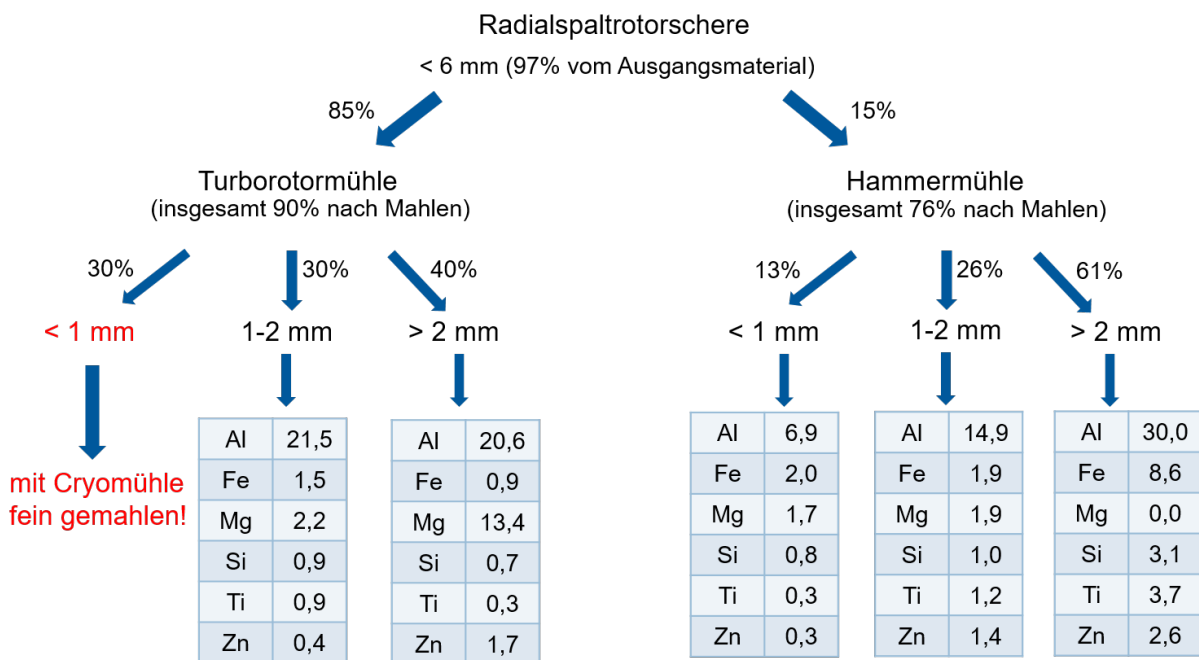 Radialspaltrotorschere
< 6 mm (97% vom Ausgangsmaterial)
85%
15%
Turborotormühle
(insgesamt 90% nach Mahlen)
Hammermühle
(insgesamt 76% nach Mahlen)
30%
30%
40%
13%
26%
61%
< 1 mm
1-2 mm
> 2 mm
< 1 mm
1-2 mm
> 2 mm
mit Cryomühle
fein gemahlen!
Al 21,5
Fe 1,5
Mg 2,2
Si 0,9
Ti 0,9
Zn 0,4
Al 20,6
Fe 0,9
Mg 13,4
Si 0,7
Ti 0,3
Zn 1,7
Al 6,9
Fe 2,0
Mg 1,7
Si 0,8
Ti 0,3
Zn 0,3
Al 14,9
Fe 1,9
Mg 1,9
Si 1,0
Ti 1,2
Zn 1,4
Al 30,0
Fe 8,6
Mg 0,0
Si 3,1
Ti 3,7
Zn 2,6